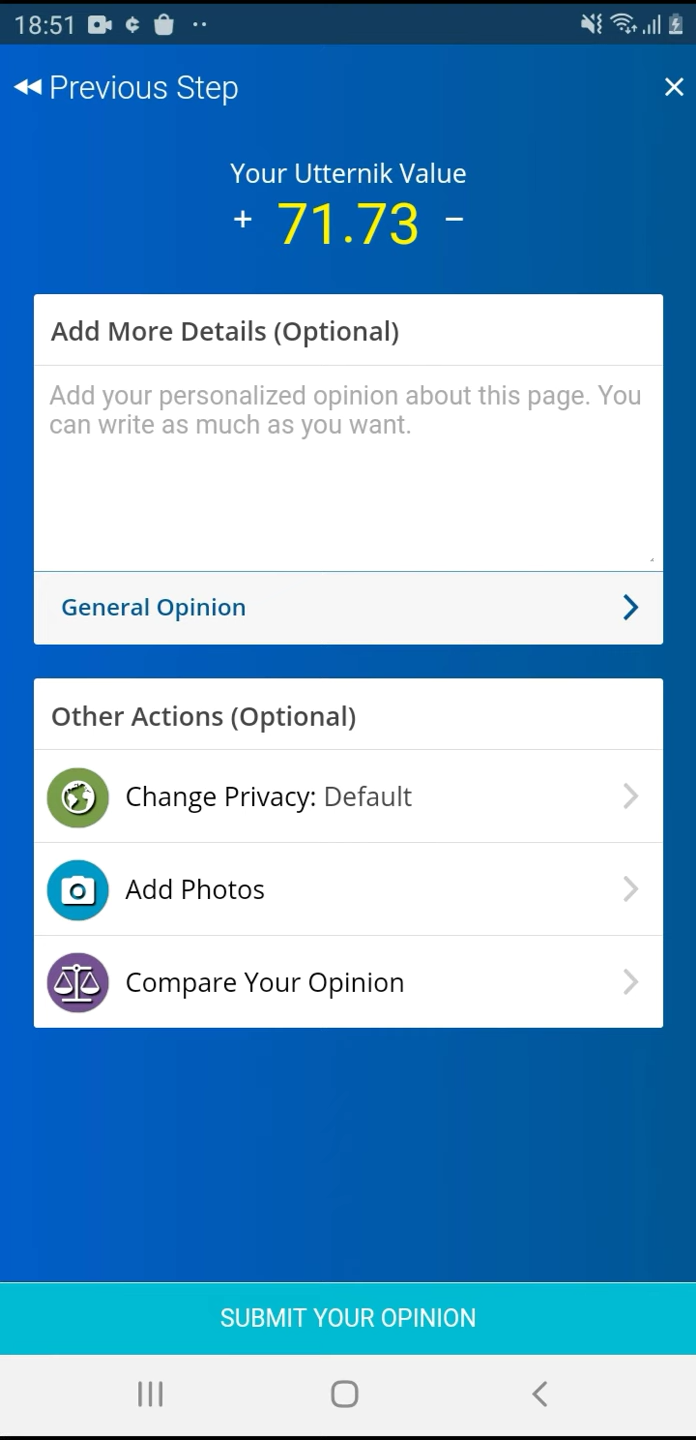 18:51
Previous Step
Your Utternik Value
+ 71.73 −
Add More Details (Optional)
Add your personalized opinion about this page. You
can write as much as you want.
General Opinion
Other Actions (Optional)
Change Privacy: Default
Add Photos
Compare Your Opinion
SUBMIT YOUR OPINION